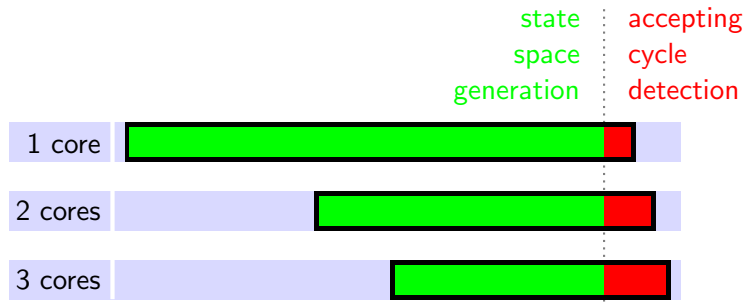 state
space
generation
accepting
cycle
detection
1 core
2 cores
3 cores